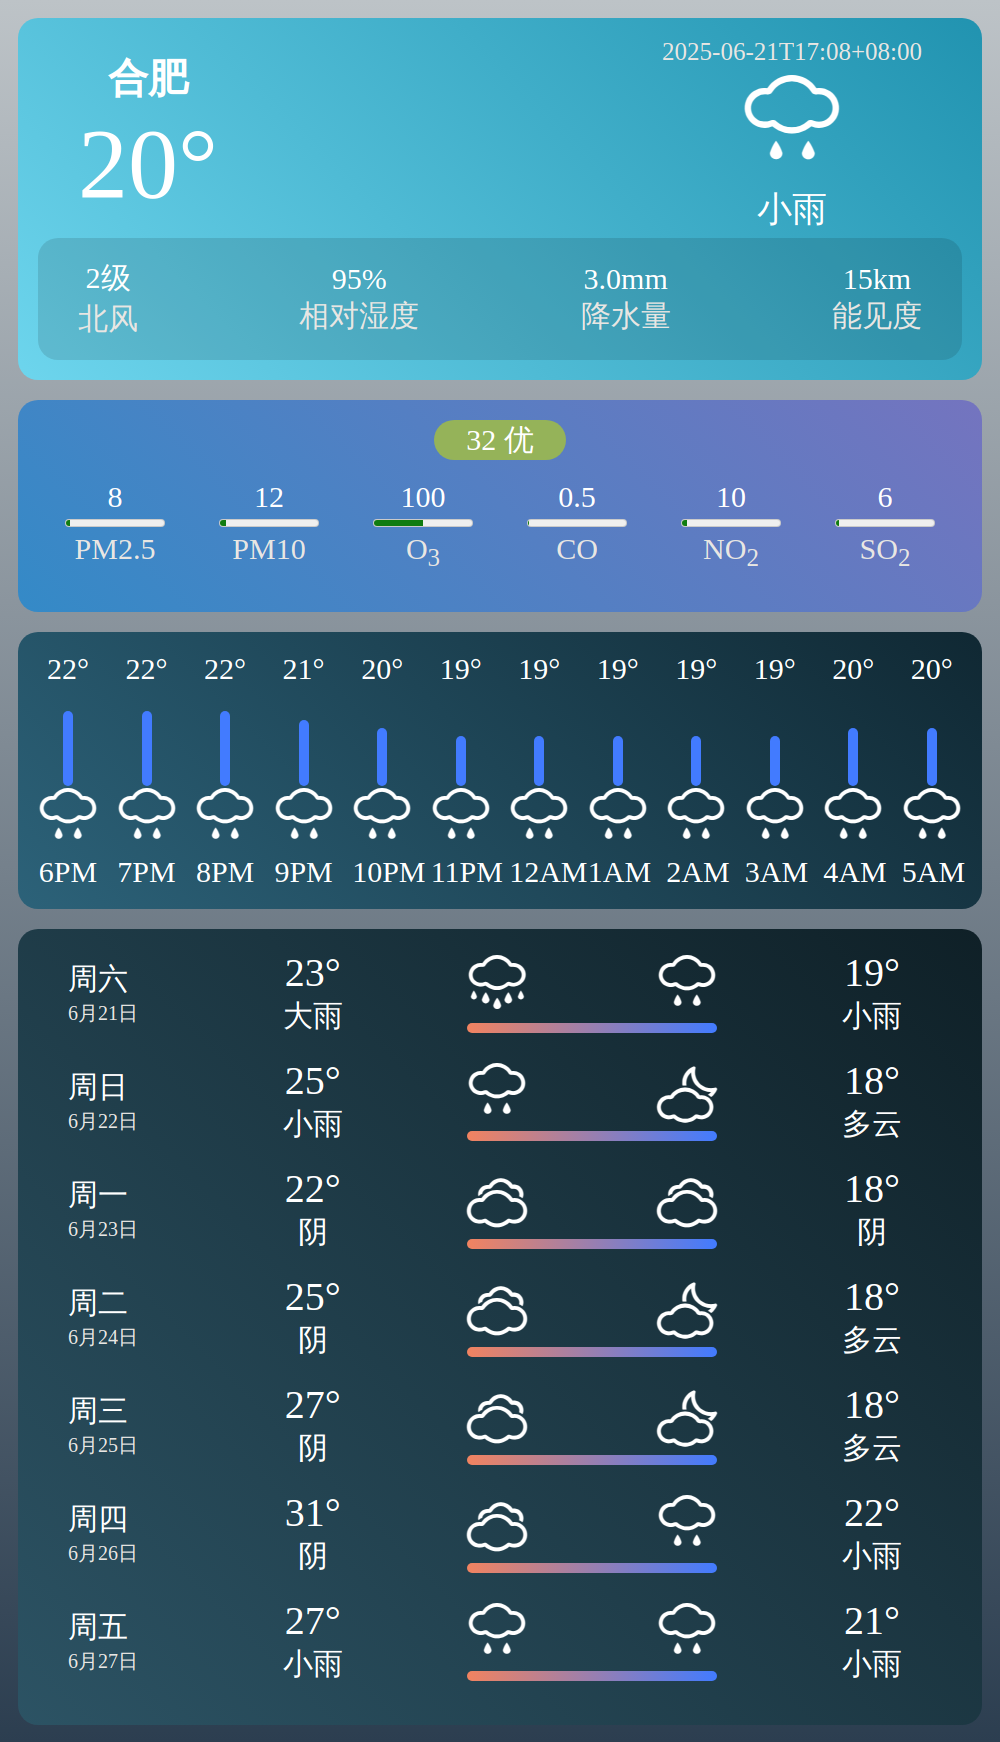 2025-06-21T17:08+08:00
合肥
20°
小雨
2级 95% 3.0mm 15km
北风 相对湿度 降水量 能见度
32 优
8 12 100 0.5 10 6
PM2.5 PM10 O3 CO NO2 SO2
22° 22° 22° 21° 20° 19° 19° 19° 19° 19° 20° 20°
6PM 7PM 8PM 9PM 10PM 11PM 12AM 1AM 2AM 3AM 4AM 5AM
周六 23° 19°
6月21日 大雨 小雨
周日 25° 18°
6月22日 小雨 多云
周一 22° 18°
6月23日 阴 阴
周二 25° 18°
6月24日 阴 多云
周三 27° 18°
6月25日 阴 多云
周四 31° 22°
6月26日 阴 小雨
周五 27° 21°
6月27日 小雨 小雨